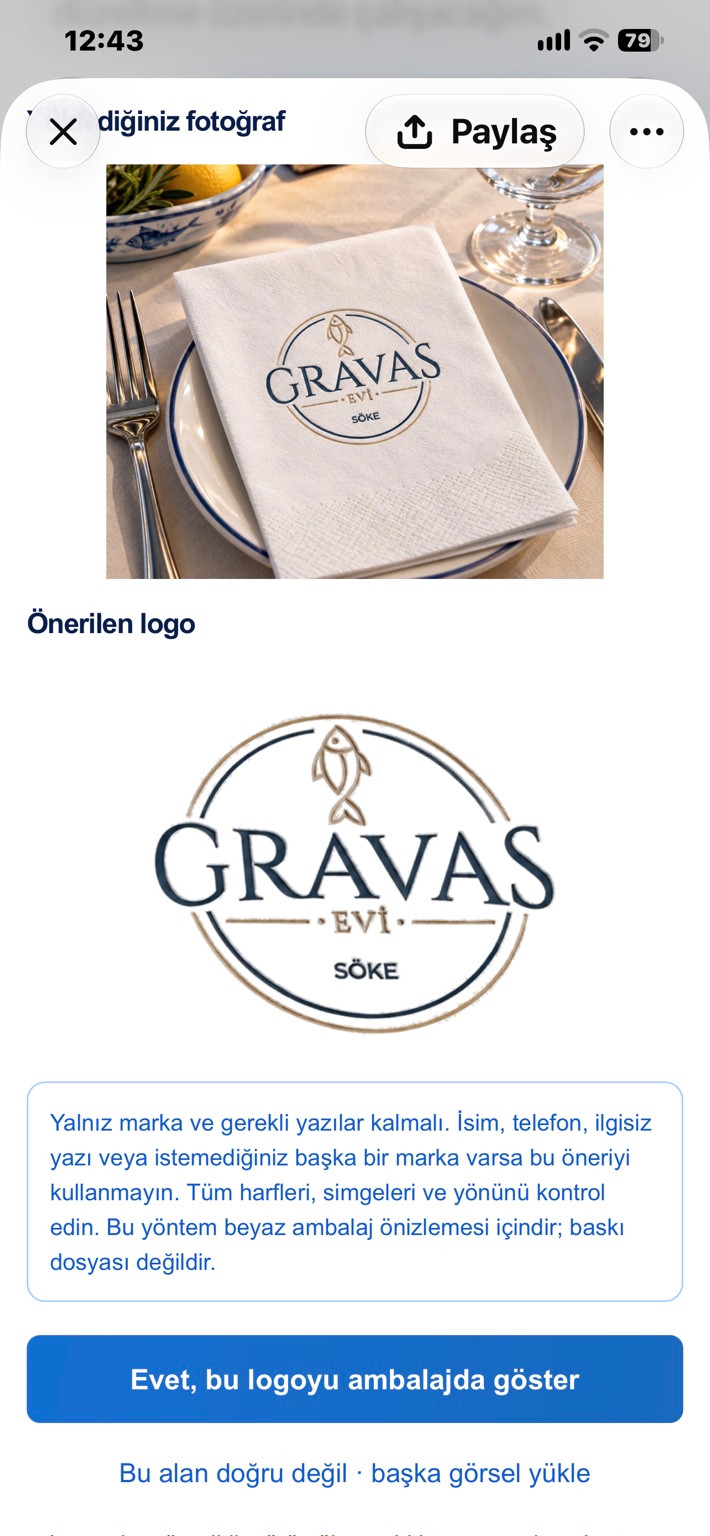 12:43
79
diğiniz fotoğraf
Paylaş
GRAVAS
·EVİ·
SÖKE
Önerilen logo
GRAVAS
·EVİ·
SÖKE
Yalnız marka ve gerekli yazılar kalmalı. İsim, telefon, ilgisiz
yazı veya istemediğiniz başka bir marka varsa bu öneriyi
kullanmayın. Tüm harfleri, simgeleri ve yönünü kontrol
edin. Bu yöntem beyaz ambalaj önizlemesi içindir; baskı
dosyası değildir.
Evet, bu logoyu ambalajda göster
Bu alan doğru değil · başka görsel yükle